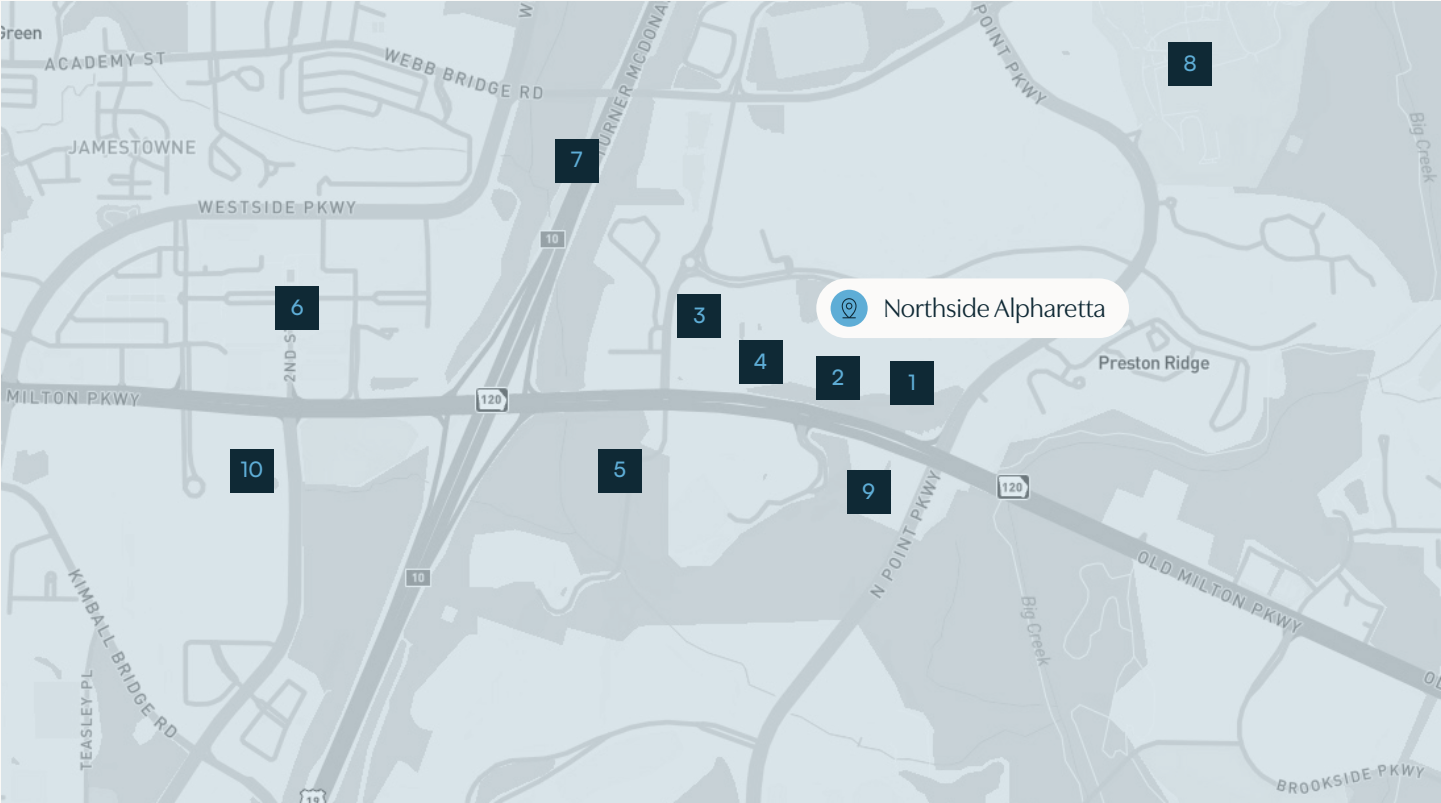 Green
ACADEMY ST
WEBB BRIDGE RD
W
TURNER MCDONA
POINT PKWY
8
Big Creek
JAMESTOWNE
7
WESTSIDE PKWY
10
6
3
Northside Alpharetta
2ND S
4
2
1
Preston Ridge
MILTON PKWY
120
10
5
9
120
N POINT PKWY
10
OLD MILTON PKWY
KIMBALL BRIDGE RD
Big Creek
TEASLEY PL
OL
BROOKSIDE PKWY
19